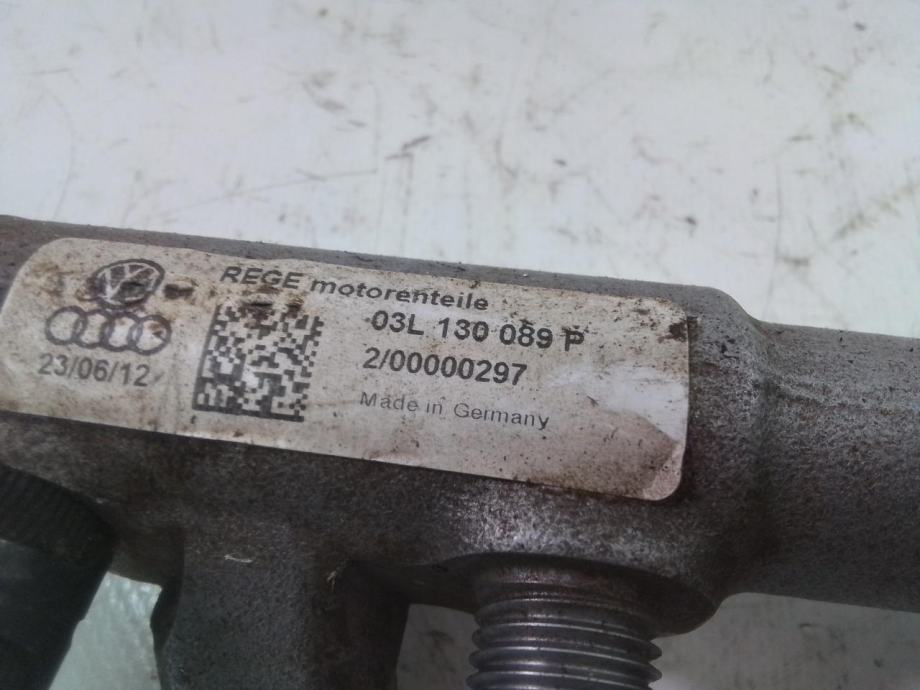 REGE motorenteile
03L 130 089 P
2/00000297
Made in Germany
23/06/12